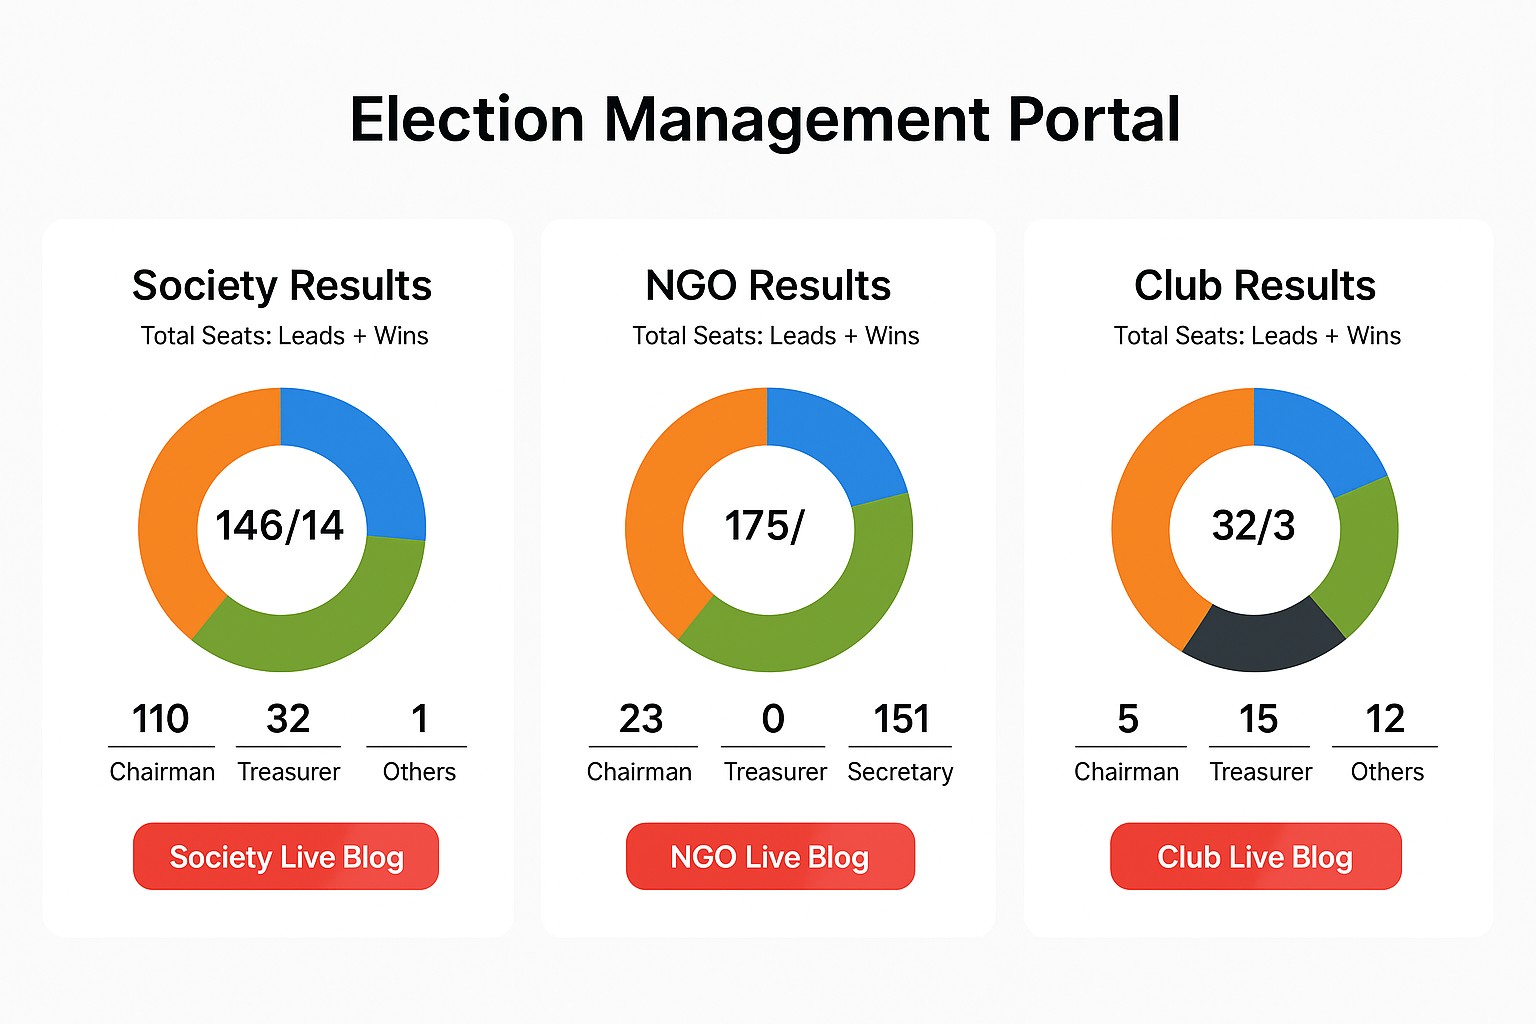 Election Management Portal
Society Results
Total Seats: Leads + Wins
146/14
110 32 1
Chairman Treasurer Others
Society Live Blog
NGO Results
Total Seats: Leads + Wins
175/
23 0 151
Chairman Treasurer Secretary
NGO Live Blog
Club Results
Total Seats: Leads + Wins
32/3
5 15 12
Chairman Treasurer Others
Club Live Blog